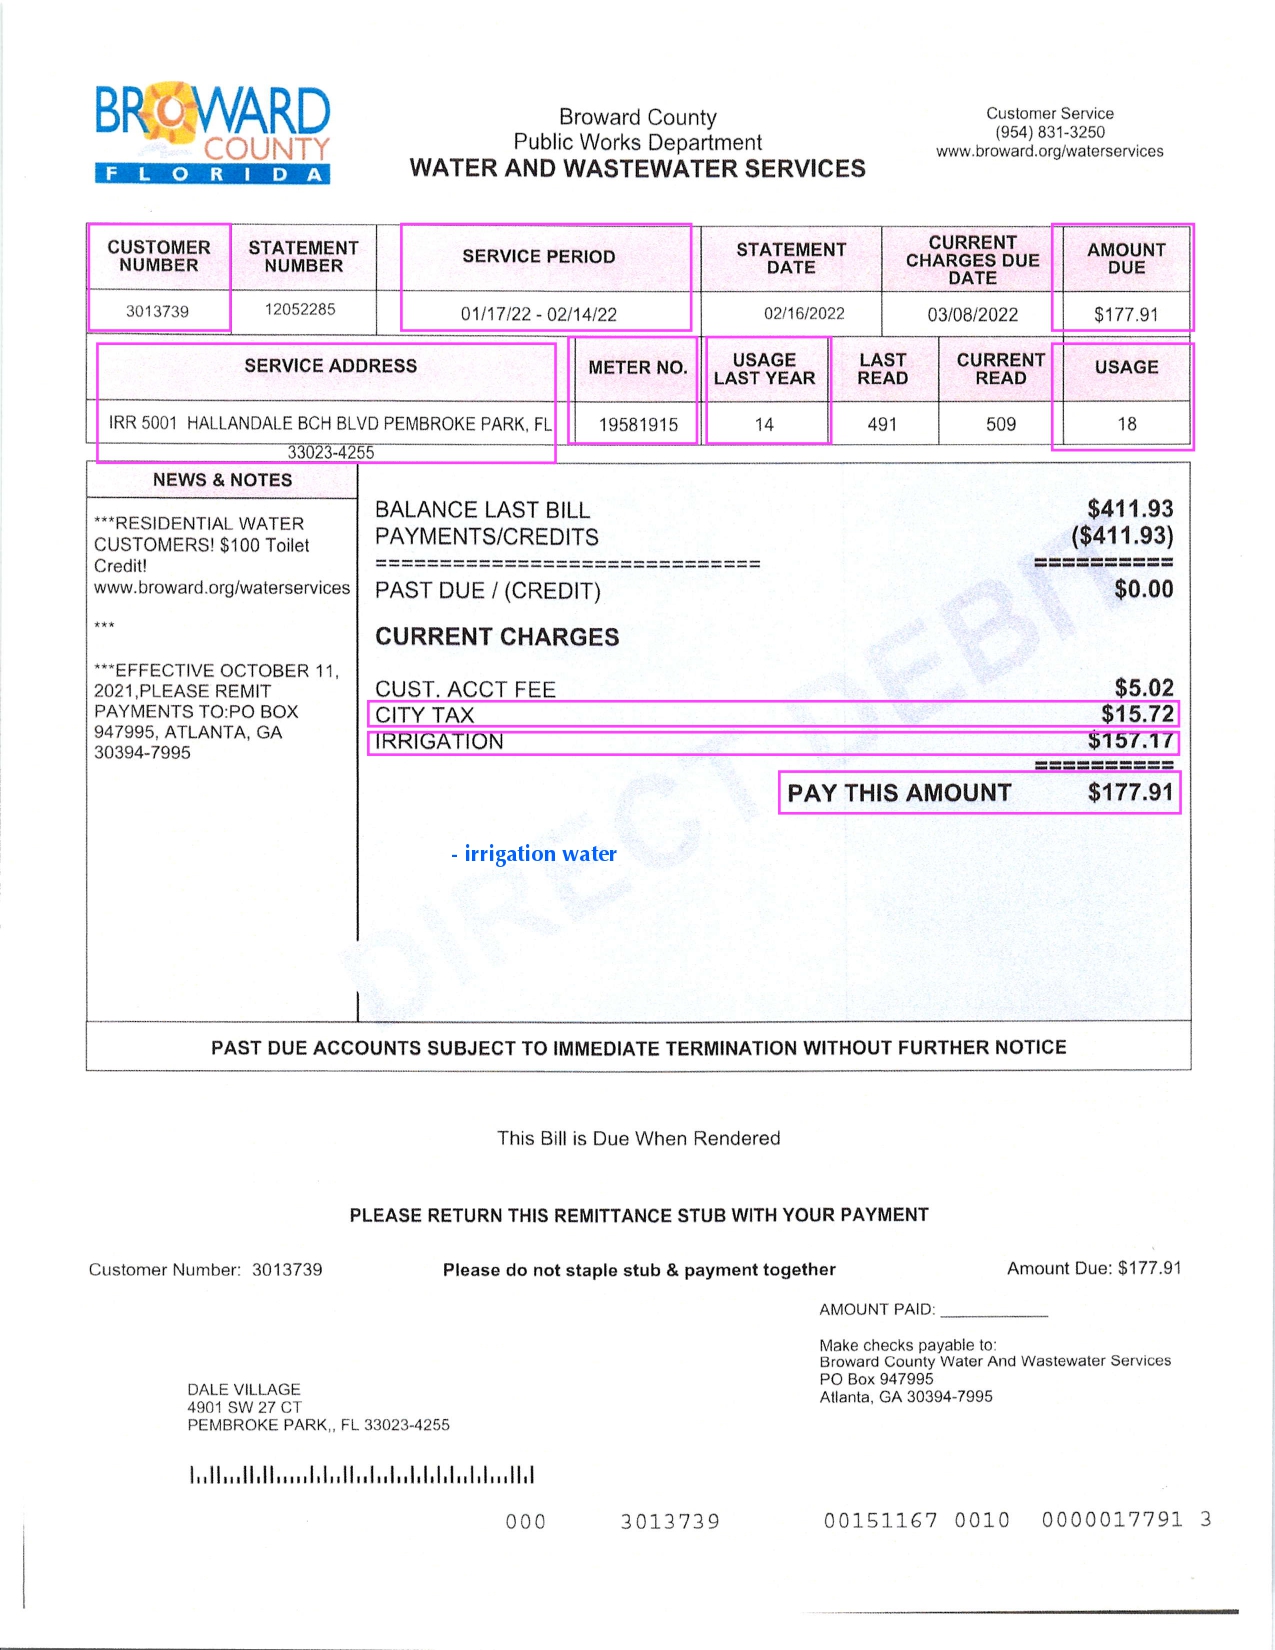 BROWARD
COUNTY
FLORIDA
Broward County
Public Works Department
WATER AND WASTEWATER SERVICES
Customer Service
(954) 831-3250
www.broward.org/waterservices
CUSTOMER NUMBER STATEMENT NUMBER SERVICE PERIOD STATEMENT DATE CURRENT CHARGES DUE DATE AMOUNT DUE
3013739 12052285 01/17/22 - 02/14/22 02/16/2022 03/08/2022 $177.91
SERVICE ADDRESS METER NO. USAGE LAST YEAR LAST READ CURRENT READ USAGE
IRR 5001 HALLANDALE BCH BLVD PEMBROKE PARK, FL 19581915 14 491 509 18
33023-4255
NEWS & NOTES
***RESIDENTIAL WATER
CUSTOMERS! $100 Toilet
Credit!
www.broward.org/waterservices
***
***EFFECTIVE OCTOBER 11,
2021,PLEASE REMIT
PAYMENTS TO:PO BOX
947995, ATLANTA, GA
30394-7995
BALANCE LAST BILL $411.93
PAYMENTS/CREDITS ($411.93)
============================== ==========
PAST DUE / (CREDIT) $0.00
CURRENT CHARGES
CUST. ACCT FEE $5.02
CITY TAX $15.72
IRRIGATION $157.17
==========
PAY THIS AMOUNT $177.91
- irrigation water
DIRECT DEBIT
PAST DUE ACCOUNTS SUBJECT TO IMMEDIATE TERMINATION WITHOUT FURTHER NOTICE
This Bill is Due When Rendered
PLEASE RETURN THIS REMITTANCE STUB WITH YOUR PAYMENT
Customer Number: 3013739 Please do not staple stub & payment together Amount Due: $177.91
AMOUNT PAID: ____________
Make checks payable to:
Broward County Water And Wastewater Services
PO Box 947995
Atlanta, GA 30394-7995
DALE VILLAGE
4901 SW 27 CT
PEMBROKE PARK,, FL 33023-4255
000 3013739 00151167 0010 0000017791 3